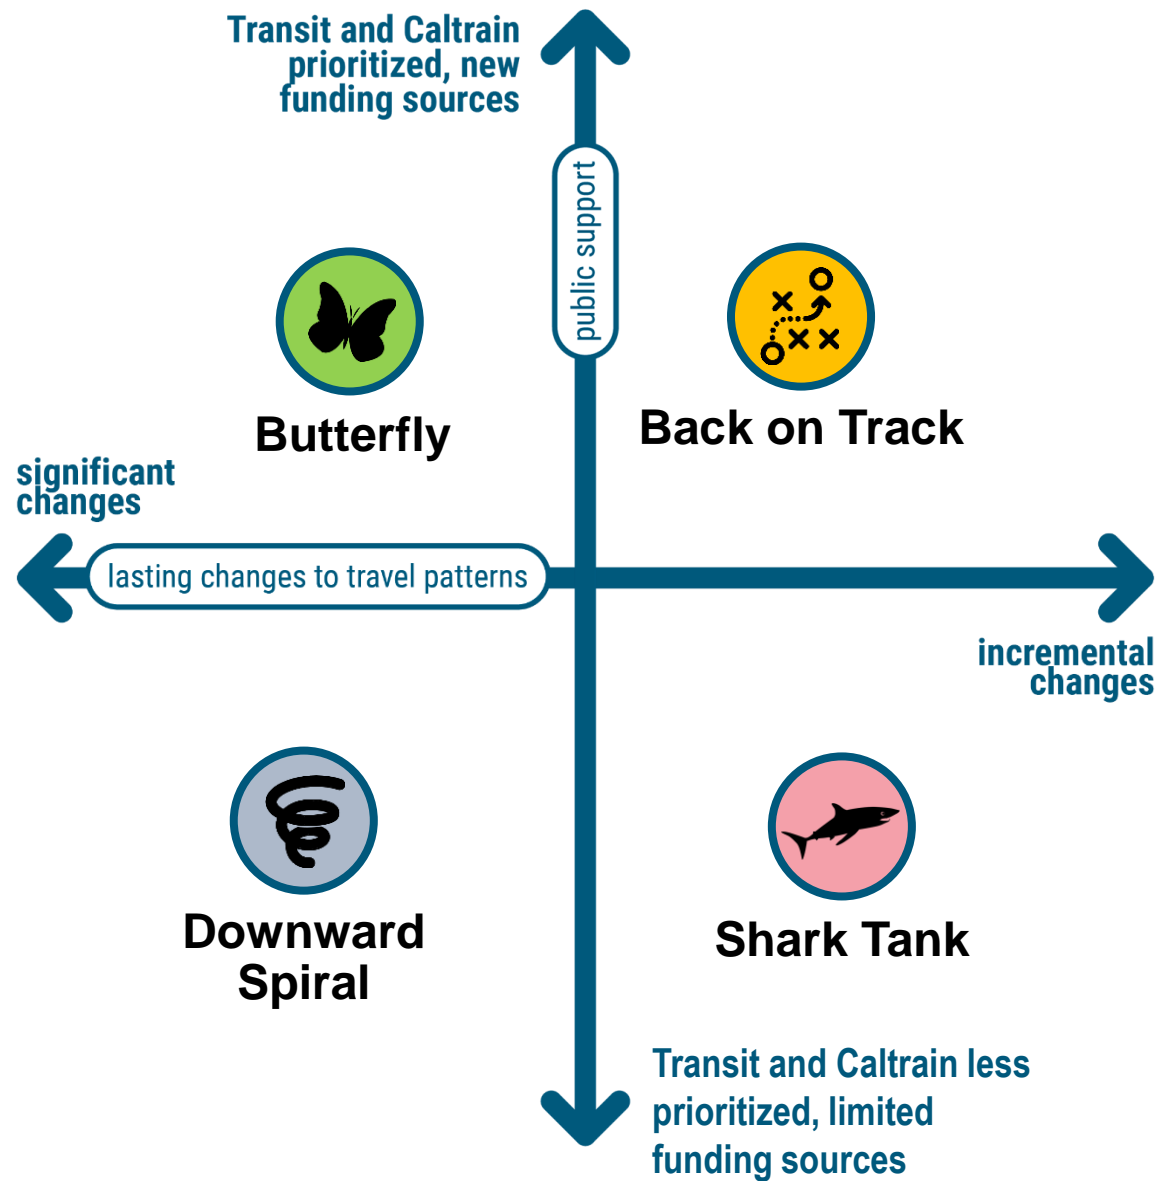 Transit and Caltrain
prioritized, new
funding sources
public support
Butterfly
Back on Track
significant
changes
lasting changes to travel patterns
incremental
changes
Downward
Spiral
Shark Tank
Transit and Caltrain less
prioritized, limited
funding sources